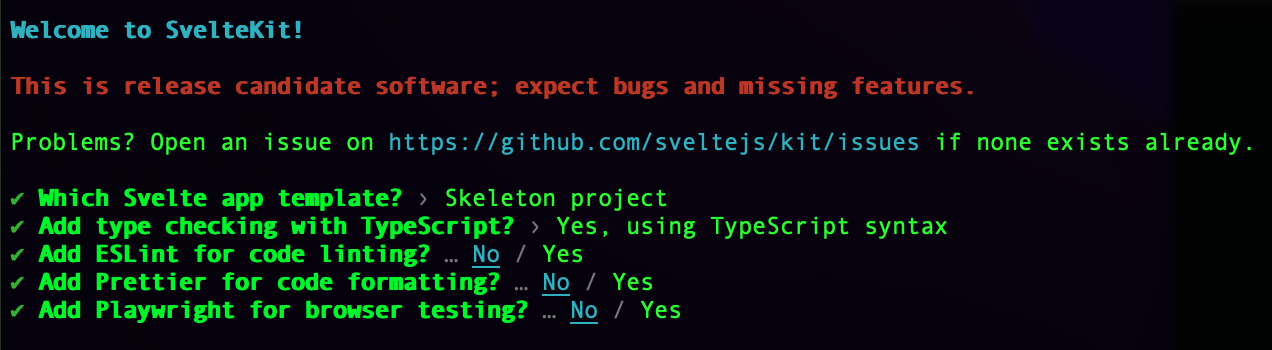 Welcome to SvelteKit!
This is release candidate software; expect bugs and missing features.
Problems? Open an issue on https://github.com/sveltejs/kit/issues if none exists already.
✔ Which Svelte app template? › Skeleton project
✔ Add type checking with TypeScript? › Yes, using TypeScript syntax
✔ Add ESLint for code linting? … No / Yes
✔ Add Prettier for code formatting? … No / Yes
✔ Add Playwright for browser testing? … No / Yes